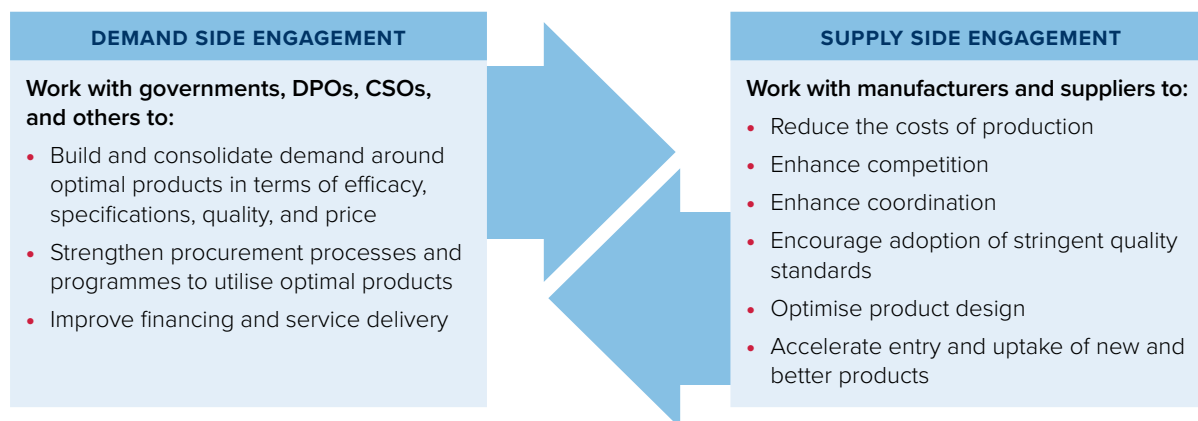 DEMAND SIDE ENGAGEMENT
Work with governments, DPOs, CSOs,
and others to:
• Build and consolidate demand around
optimal products in terms of efficacy,
specifications, quality, and price
• Strengthen procurement processes and
programmes to utilise optimal products
• Improve financing and service delivery
SUPPLY SIDE ENGAGEMENT
Work with manufacturers and suppliers to:
• Reduce the costs of production
• Enhance competition
• Enhance coordination
• Encourage adoption of stringent quality
standards
• Optimise product design
• Accelerate entry and uptake of new and
better products